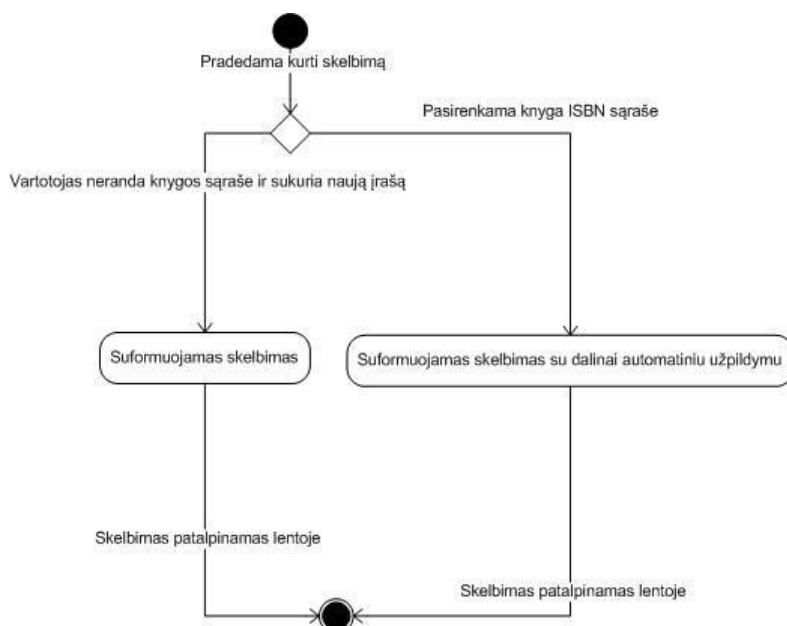 Pradedama kurti skelbimą
Pasirenkama knyga ISBN sąraše
Vartotojas neranda knygos sąraše ir sukuria naują įrašą
Suformuojamas skelbimas
Suformuojamas skelbimas su dalinai automatiniu užpildymu
Skelbimas patalpinamas lentoje
Skelbimas patalpinamas lentoje